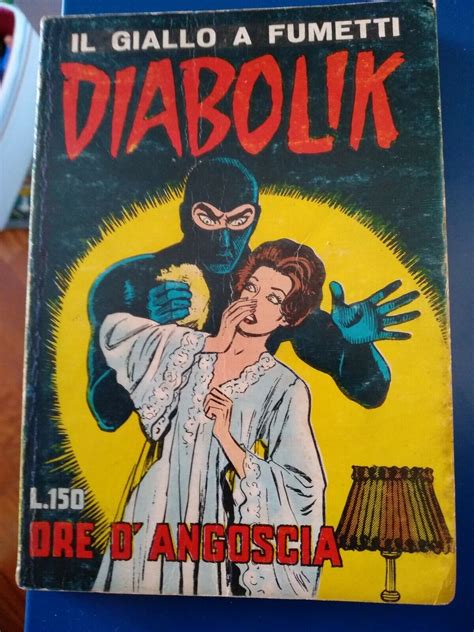 IL GIALLO A FUMETTI
DIABOLIK
L.150
ORE D'ANGOSCIA